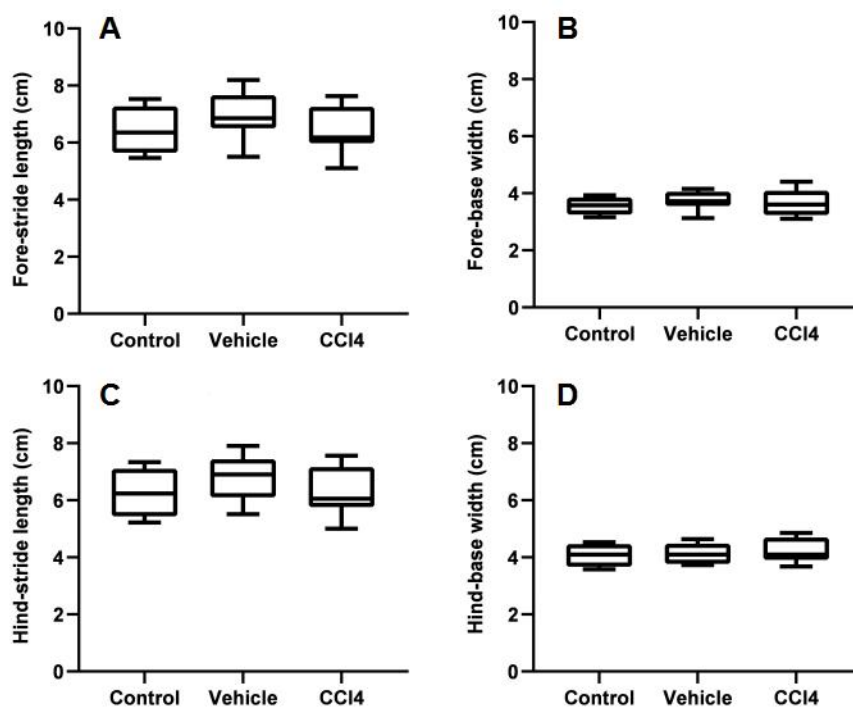 A
Fore-stride length (cm)
10
8
6
4
2
0
Control Vehicle CCl4
B
Fore-base width (cm)
10
8
6
4
2
0
Control Vehicle CCl4
C
Hind-stride length (cm)
10
8
6
4
2
0
Control Vehicle CCl4
D
Hind-base width (cm)
10
8
6
4
2
0
Control Vehicle CCl4